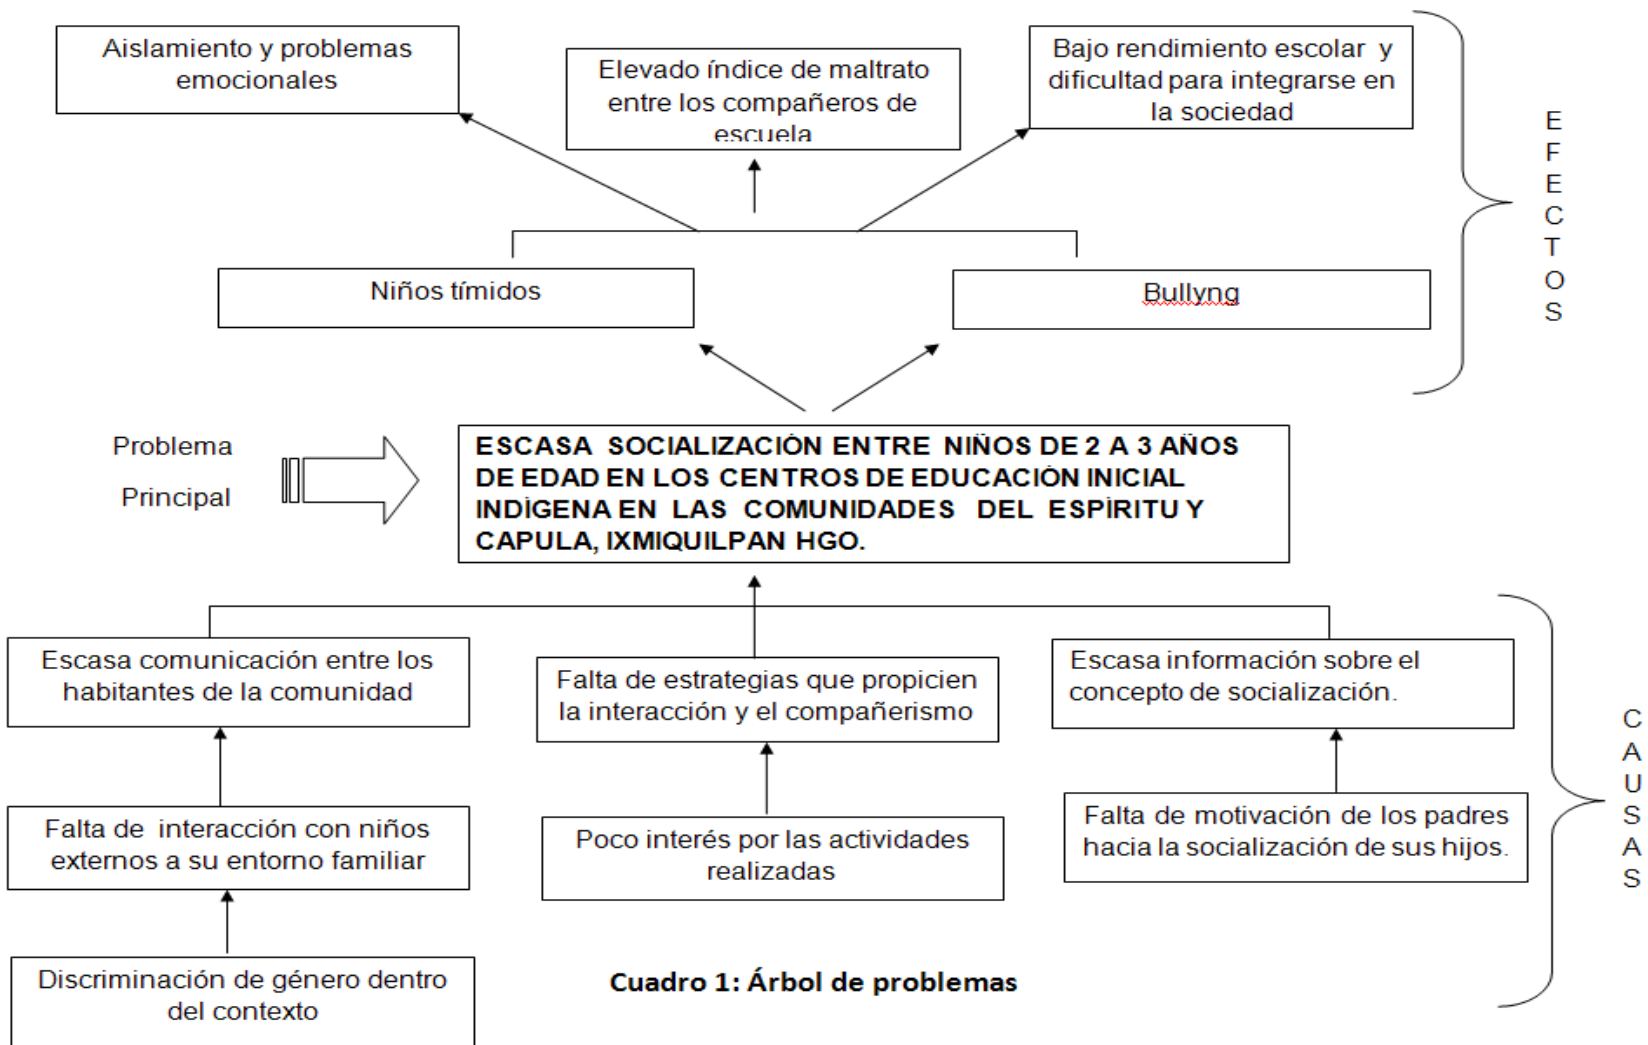 Aislamiento y problemas
emocionales
Elevado índice de maltrato
entre los compañeros de
escuela
Bajo rendimiento escolar y
dificultad para integrarse en
la sociedad
E
F
E
C
T
O
S
Niños tímidos
Bullyng
Problema
Principal
ESCASA SOCIALIZACIÓN ENTRE NIÑOS DE 2 A 3 AÑOS
DE EDAD EN LOS CENTROS DE EDUCACIÓN INICIAL
INDÍGENA EN LAS COMUNIDADES DEL ESPÍRITU Y
CAPULA, IXMIQUILPAN HGO.
Escasa comunicación entre los
habitantes de la comunidad
Falta de estrategias que propicien
la interacción y el compañerismo
Escasa información sobre el
concepto de socialización.
C
A
U
S
A
S
Falta de interacción con niños
externos a su entorno familiar
Poco interés por las actividades
realizadas
Falta de motivación de los padres
hacia la socialización de sus hijos.
Discriminación de género dentro
del contexto
Cuadro 1: Árbol de problemas